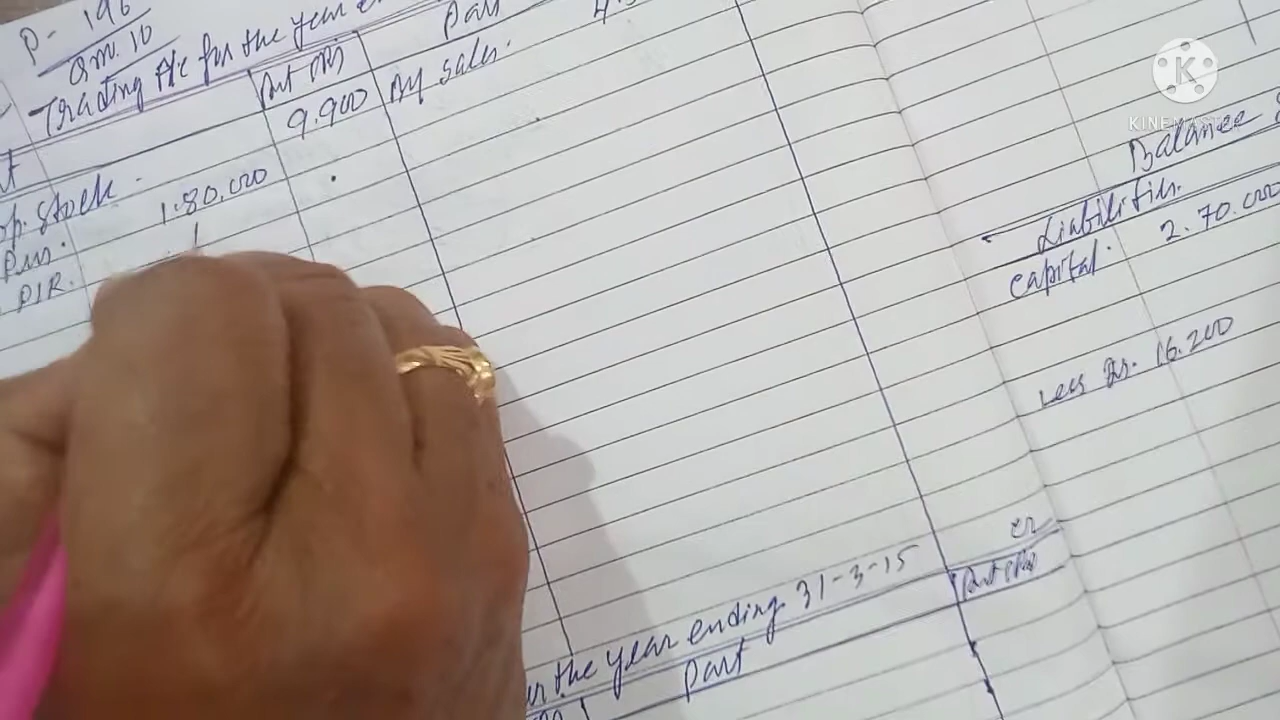 P- 196
Qno. 10
Trading A/c for the year
Amt (Rs)
Part
op. Stock.
9.900
By sales.
Pur.
1.80.000
P/R.
the year ending 31-3-15
Part
Cr
Amt (Rs)
Balance
Liabilities.
capital. 2.70.000
Less Dr. 16.200
K
KINEMASTER